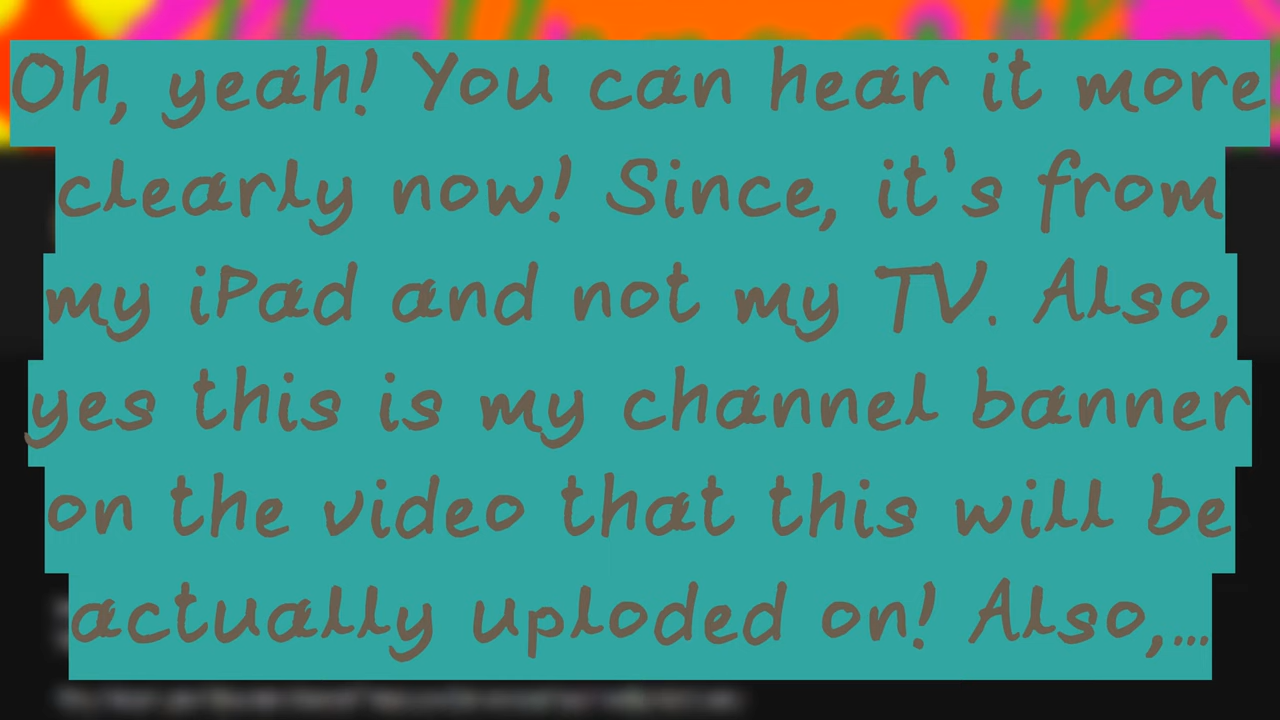 Oh, yeah! You can hear it more
clearly now! Since, it's from
my iPad and not my TV. Also,
yes this is my channel banner
on the video that this will be
actually uploded on! Also,...